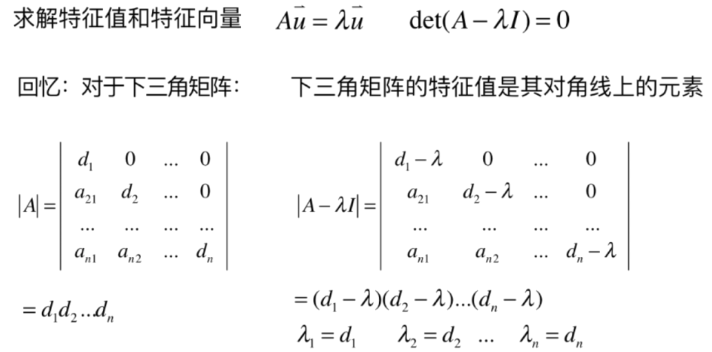 求解特征值和特征向量 $A\vec{u} = \lambda \vec{u}$ $\det(A - \lambda I) = 0$
回忆：对于下三角矩阵： 下三角矩阵的特征值是其对角线上的元素
$|A| = \begin{vmatrix} d_1 & 0 & ... & 0 \\ a_{21} & d_2 & ... & 0 \\ ... & ... & ... & ... \\ a_{n1} & a_{n2} & ... & d_n \end{vmatrix}$
$= d_1 d_2 ... d_n$
$|A - \lambda I| = \begin{vmatrix} d_1 - \lambda & 0 & ... & 0 \\ a_{21} & d_2 - \lambda & ... & 0 \\ ... & ... & ... & ... \\ a_{n1} & a_{n2} & ... & d_n - \lambda \end{vmatrix}$
$= (d_1 - \lambda)(d_2 - \lambda)...(d_n - \lambda)$
$\lambda_1 = d_1 \quad \lambda_2 = d_2 \quad ... \quad \lambda_n = d_n$